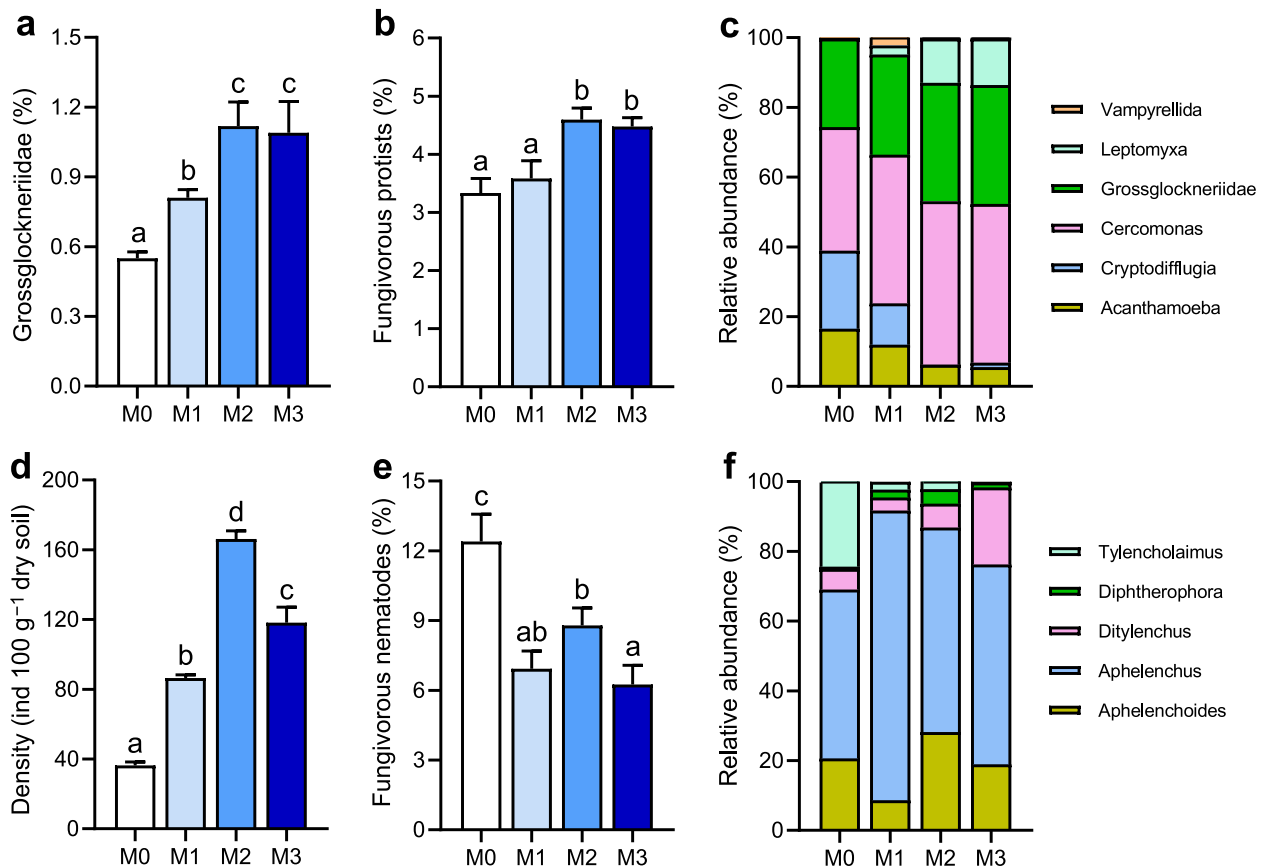 a
Grossglockneriidae (%)
1.5
1.2
0.9
0.6
0.3
0.0
a
b
c
c
M0 M1 M2 M3
b
Fungivorous protists (%)
6
5
4
3
2
1
0
a
a
b
b
M0 M1 M2 M3
c
Relative abundance (%)
100
80
60
40
20
0
M0 M1 M2 M3
Vampyrellida
Leptomyxa
Grossglockneriidae
Cercomonas
Cryptodifflugia
Acanthamoeba
d
Density (ind 100 g⁻¹ dry soil)
200
160
120
80
40
0
a
b
d
c
M0 M1 M2 M3
e
Fungivorous nematodes (%)
15
12
9
6
3
0
c
ab
b
a
M0 M1 M2 M3
f
Relative abundance (%)
100
80
60
40
20
0
M0 M1 M2 M3
Tylencholaimus
Diphtherophora
Ditylenchus
Aphelenchus
Aphelenchoides